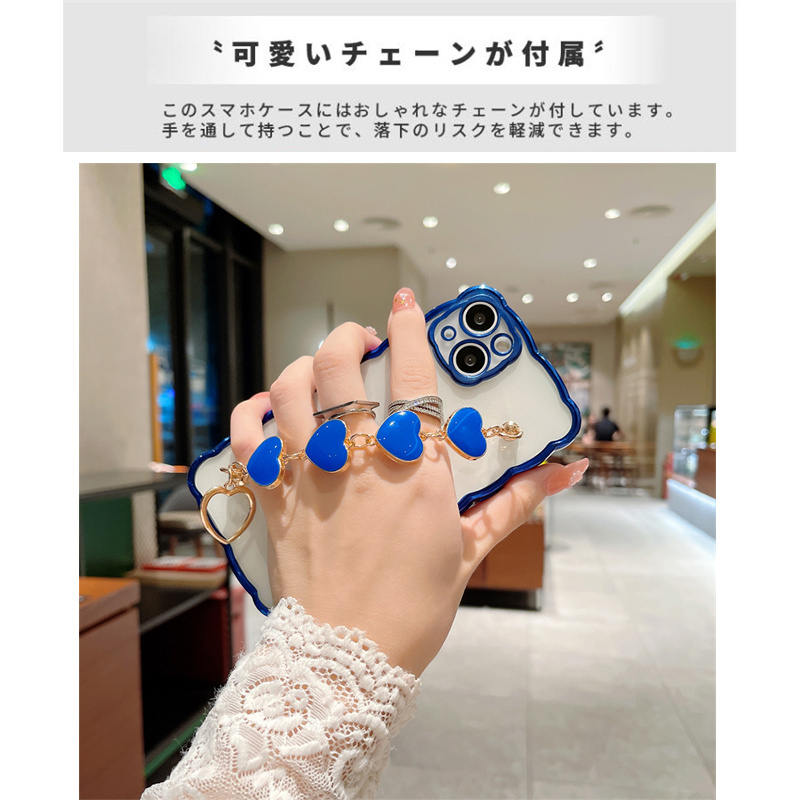 〝可愛いチェーンが付属〞
このスマホケースにはおしゃれなチェーンが付しています。
手を通して持つことで、落下のリスクを軽減できます。